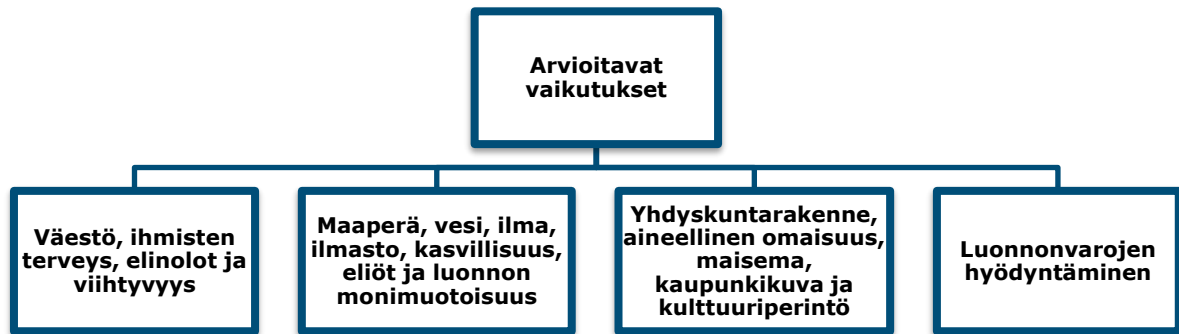 Arvioitavat
vaikutukset
Väestö, ihmisten
terveys, elinolot ja
viihtyvyys
Maaperä, vesi, ilma,
ilmasto, kasvillisuus,
eliöt ja luonnon
monimuotoisuus
Yhdyskuntarakenne,
aineellinen omaisuus,
maisema,
kaupunkikuva ja
kulttuuriperintö
Luonnonvarojen
hyödyntäminen